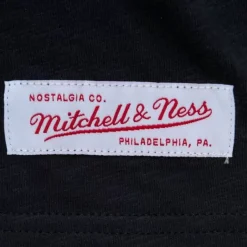 NOSTALGIA CO.
Mitchell & Ness
PHILADELPHIA, PA.